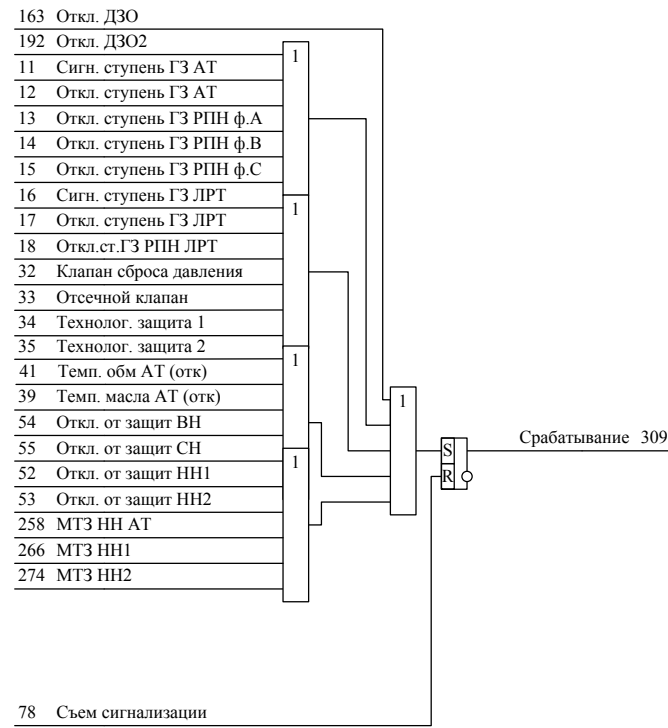 163 Откл. ДЗО
192 Откл. ДЗО2
11 Сигн. ступень ГЗ АТ
12 Откл. ступень ГЗ АТ
13 Откл. ступень ГЗ РПН ф.А
14 Откл. ступень ГЗ РПН ф.В
15 Откл. ступень ГЗ РПН ф.С
16 Сигн. ступень ГЗ ЛРТ
17 Откл. ступень ГЗ ЛРТ
18 Откл.ст.ГЗ РПН ЛРТ
32 Клапан сброса давления
33 Отсечной клапан
34 Технолог. защита 1
35 Технолог. защита 2
41 Темп. обм АТ (отк)
39 Темп. масла АТ (отк)
54 Откл. от защит ВН
55 Откл. от защит СН
52 Откл. от защит НН1
53 Откл. от защит НН2
258 МТЗ НН АТ
266 МТЗ НН1
274 МТЗ НН2
78 Съем сигнализации
1
1
1
1
1
S
R
Срабатывание 309